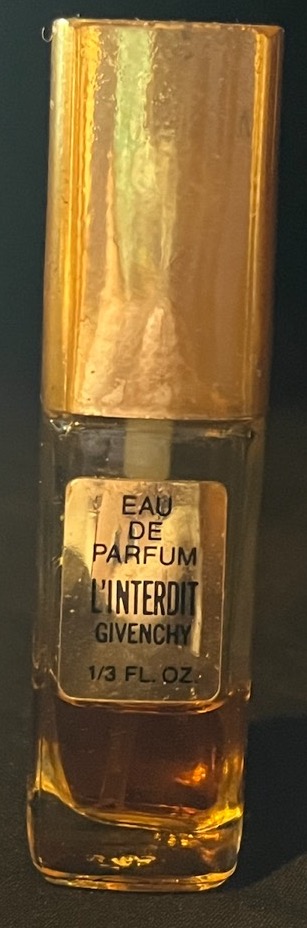 EAU
DE
PARFUM
L'INTERDIT
GIVENCHY
1/3 FL. OZ.